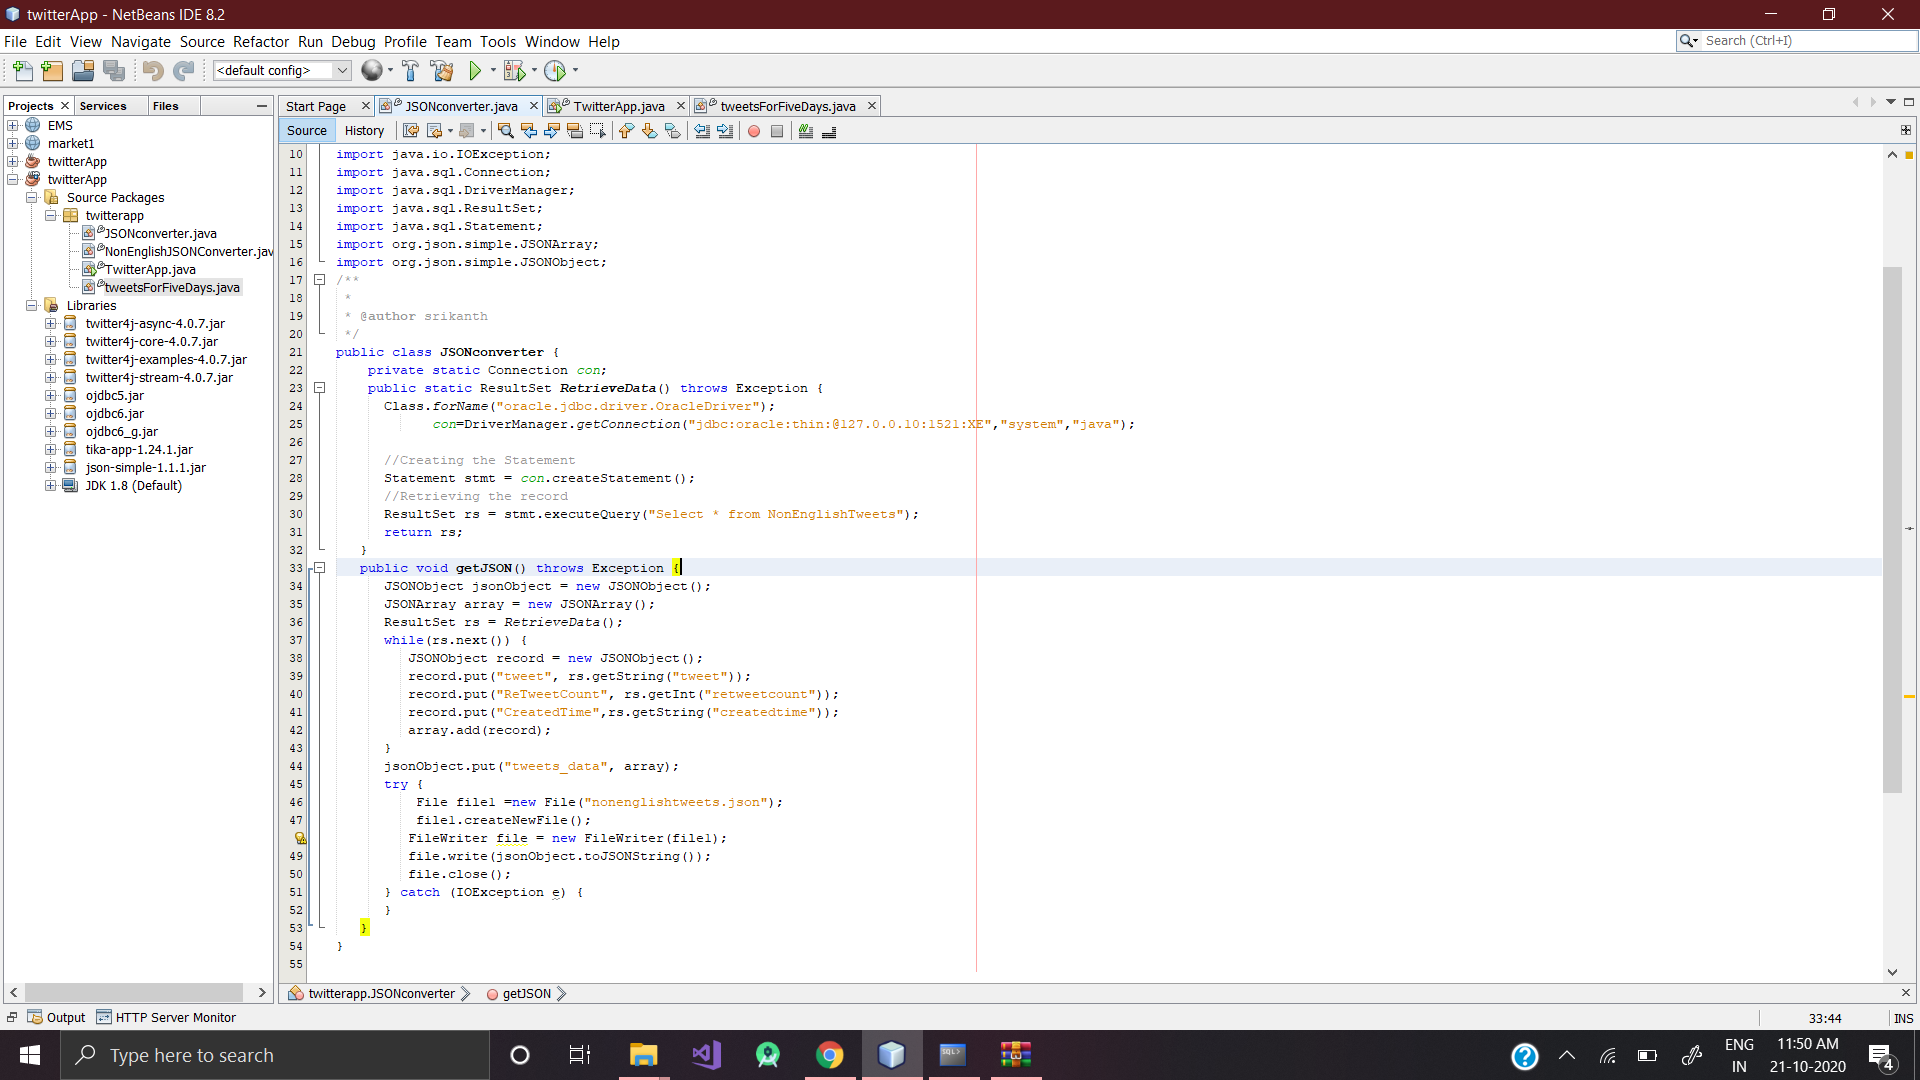 twitterApp - NetBeans IDE 8.2
File Edit View Navigate Source Refactor Run Debug Profile Team Tools Window Help
Search (Ctrl+I)
<default config>
Projects Services Files
Start Page JSONconverter.java TwitterApp.java tweetsForFiveDays.java
Source History
EMS
market1
twitterApp
twitterApp
Source Packages
twitterapp
JSONconverter.java
NonEnglishJSONConverter.jav
TwitterApp.java
tweetsForFiveDays.java
Libraries
twitter4j-async-4.0.7.jar
twitter4j-core-4.0.7.jar
twitter4j-examples-4.0.7.jar
twitter4j-stream-4.0.7.jar
ojdbc5.jar
ojdbc6.jar
ojdbc6_g.jar
tika-app-1.24.1.jar
json-simple-1.1.1.jar
JDK 1.8 (Default)
10 import java.io.IOException;
11 import java.sql.Connection;
12 import java.sql.DriverManager;
13 import java.sql.ResultSet;
14 import java.sql.Statement;
15 import org.json.simple.JSONArray;
16 import org.json.simple.JSONObject;
17 /**
18 *
19 * @author srikanth
20 */
21 public class JSONconverter {
22 private static Connection con;
23 public static ResultSet RetrieveData() throws Exception {
24 Class.forName("oracle.jdbc.driver.OracleDriver");
25 con=DriverManager.getConnection("jdbc:oracle:thin:@127.0.0.10:1521:XE","system","java");
26
27 //Creating the Statement
28 Statement stmt = con.createStatement();
29 //Retrieving the record
30 ResultSet rs = stmt.executeQuery("Select * from NonEnglishTweets");
31 return rs;
32 }
33 public void getJSON() throws Exception {
34 JSONObject jsonObject = new JSONObject();
35 JSONArray array = new JSONArray();
36 ResultSet rs = RetrieveData();
37 while(rs.next()) {
38 JSONObject record = new JSONObject();
39 record.put("tweet", rs.getString("tweet"));
40 record.put("ReTweetCount", rs.getInt("retweetcount"));
41 record.put("CreatedTime",rs.getString("createdtime"));
42 array.add(record);
43 }
44 jsonObject.put("tweets_data", array);
45 try {
46 File file1 =new File("nonenglishtweets.json");
47 file1.createNewFile();
FileWriter file = new FileWriter(file1);
49 file.write(jsonObject.toJSONString());
50 file.close();
51 } catch (IOException e) {
52 }
53 }
54 }
55
twitterapp.JSONconverter getJSON
Output HTTP Server Monitor
33:44 INS
Type here to search
SQL>
ENG
IN
11:50 AM
21-10-2020
4